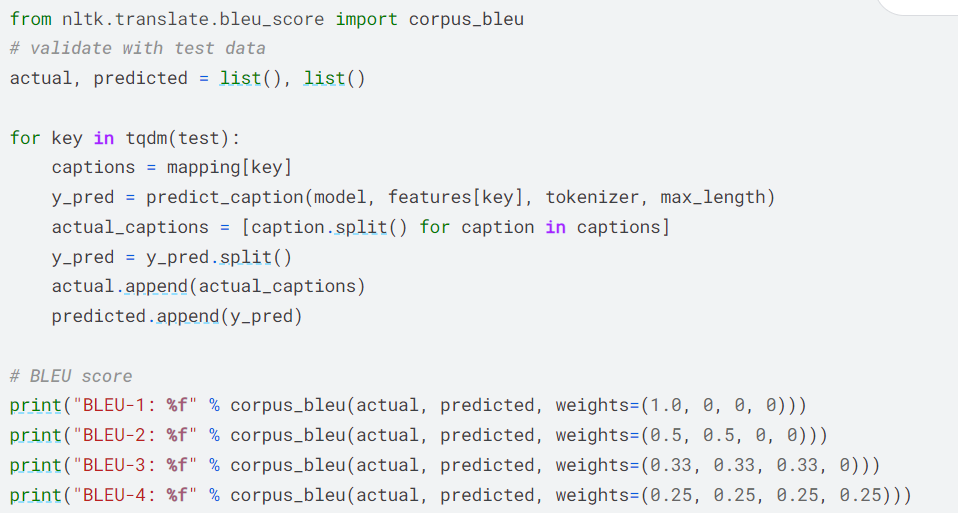 from nltk.translate.bleu_score import corpus_bleu
# validate with test data
actual, predicted = list(), list()

for key in tqdm(test):
    captions = mapping[key]
    y_pred = predict_caption(model, features[key], tokenizer, max_length)
    actual_captions = [caption.split() for caption in captions]
    y_pred = y_pred.split()
    actual.append(actual_captions)
    predicted.append(y_pred)

# BLEU score
print("BLEU-1: %f" % corpus_bleu(actual, predicted, weights=(1.0, 0, 0, 0)))
print("BLEU-2: %f" % corpus_bleu(actual, predicted, weights=(0.5, 0.5, 0, 0)))
print("BLEU-3: %f" % corpus_bleu(actual, predicted, weights=(0.33, 0.33, 0.33, 0)))
print("BLEU-4: %f" % corpus_bleu(actual, predicted, weights=(0.25, 0.25, 0.25, 0.25)))